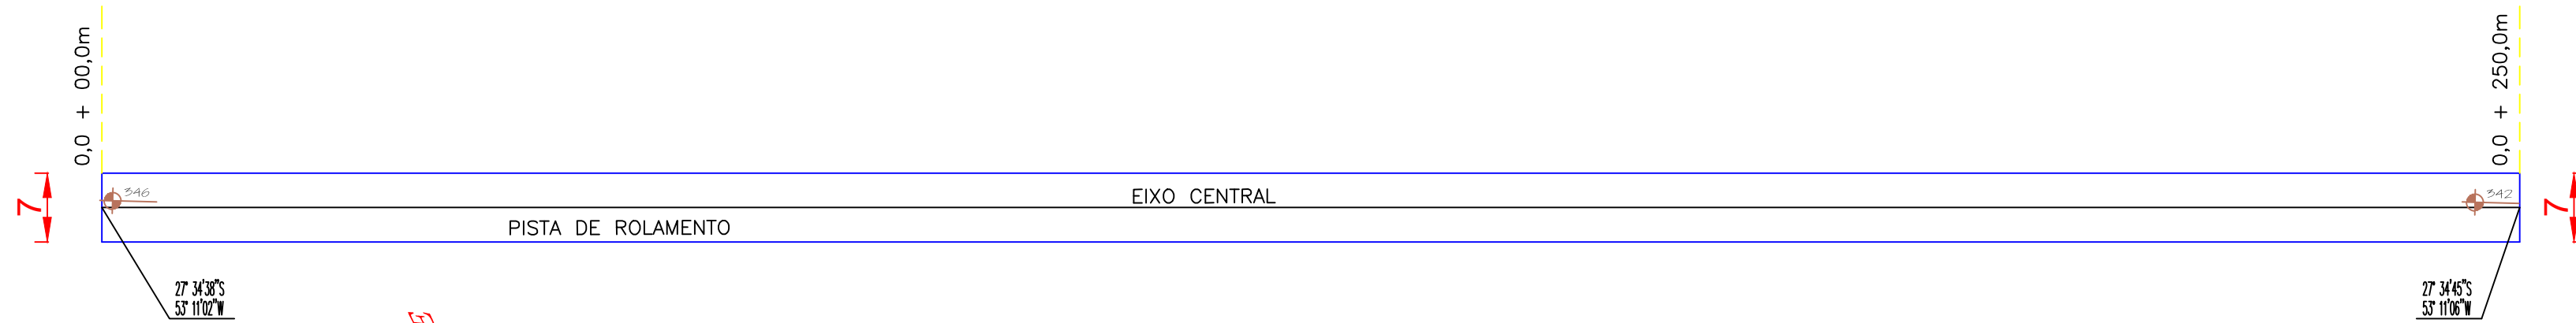 0,0 + 00,0m
0,0 + 250,0m
7
346
EIXO CENTRAL
342
7
PISTA DE ROLAMENTO
27° 34'38"S
53° 11'02"W
27° 34'45"S
53° 11'06"W